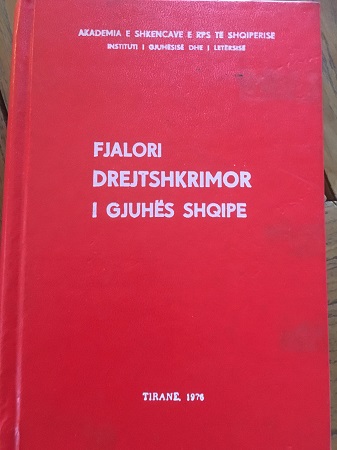 AKADEMIA E SHKENCAVE E RPS TË SHQIPËRISË
INSTITUTI I GJUHËSISË DHE I LETËRSISË
FJALORI
DREJTSHKRIMOR
I GJUHËS SHQIPE
TIRANË, 1976